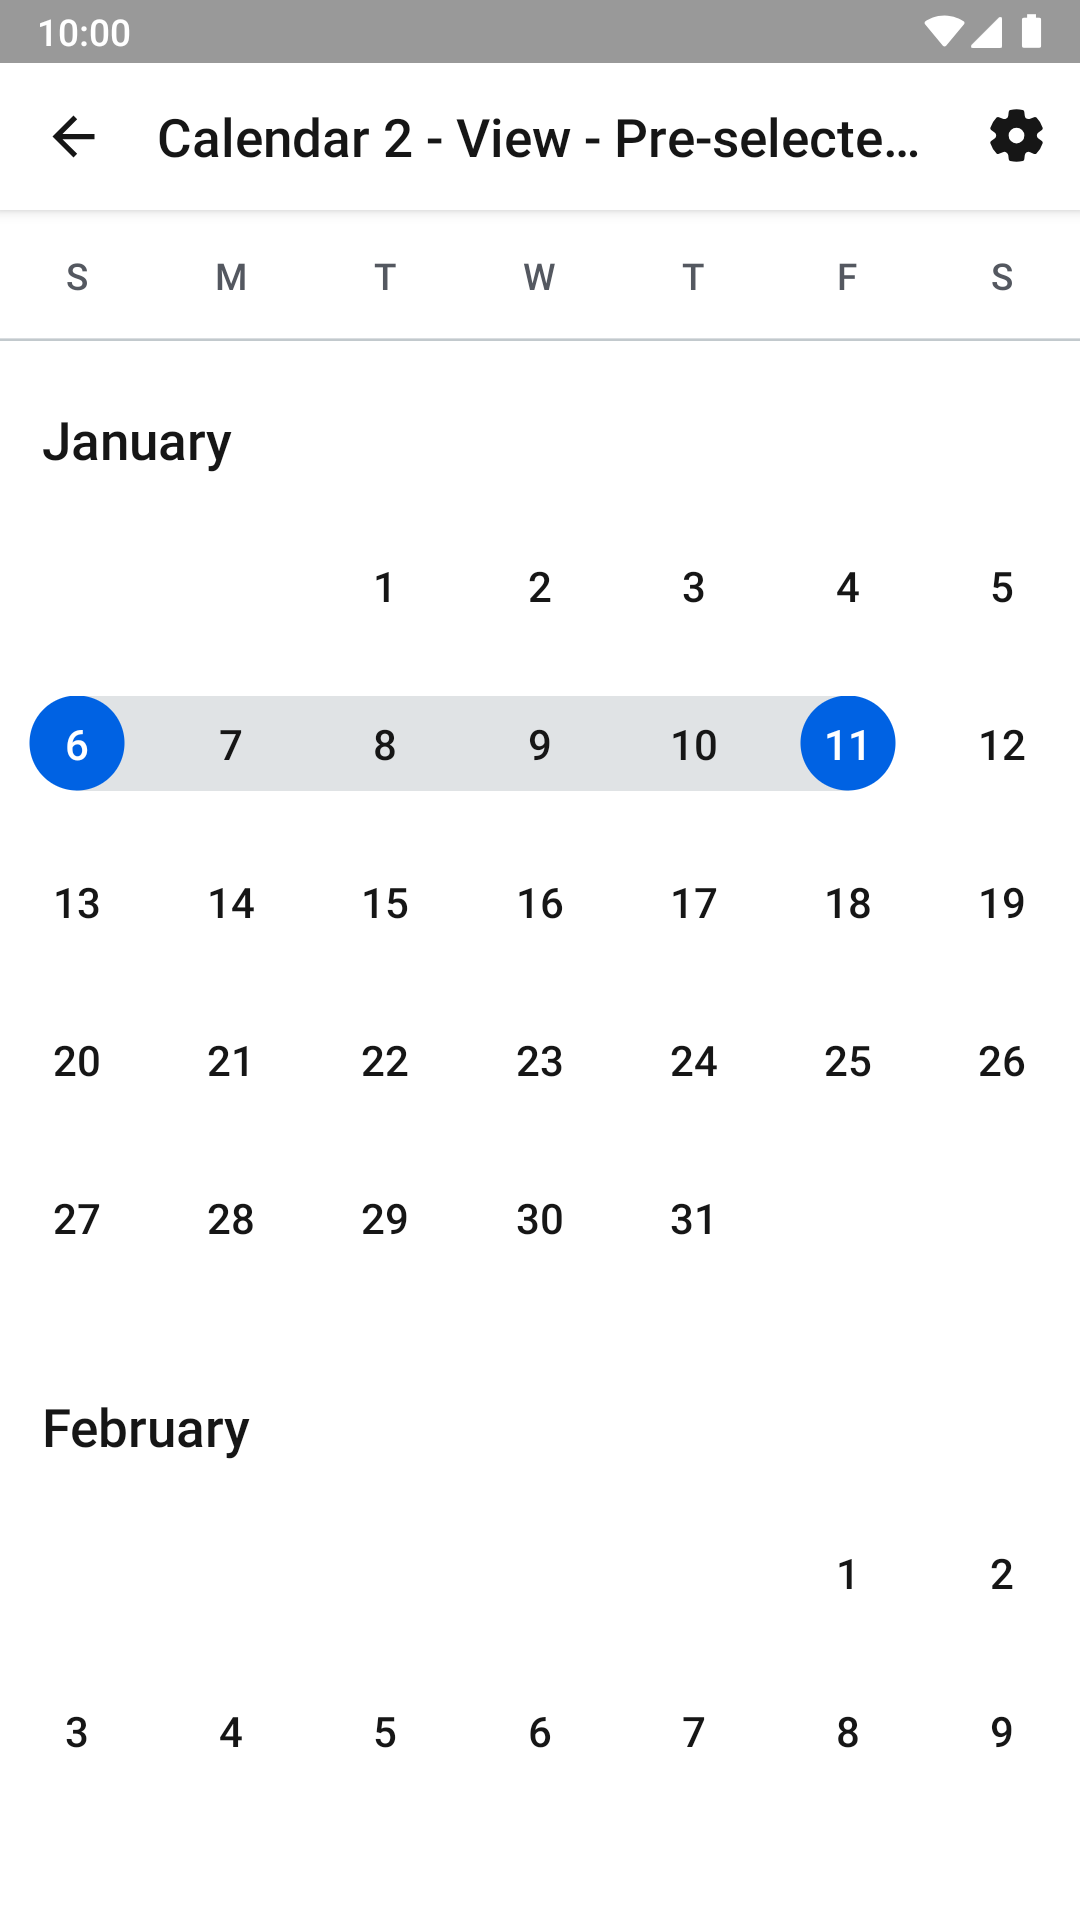 10:00
Calendar 2 - View - Pre-selecte...
S M T W T F S
January
1 2 3 4 5
6 7 8 9 10 11 12
13 14 15 16 17 18 19
20 21 22 23 24 25 26
27 28 29 30 31
February
1 2
3 4 5 6 7 8 9